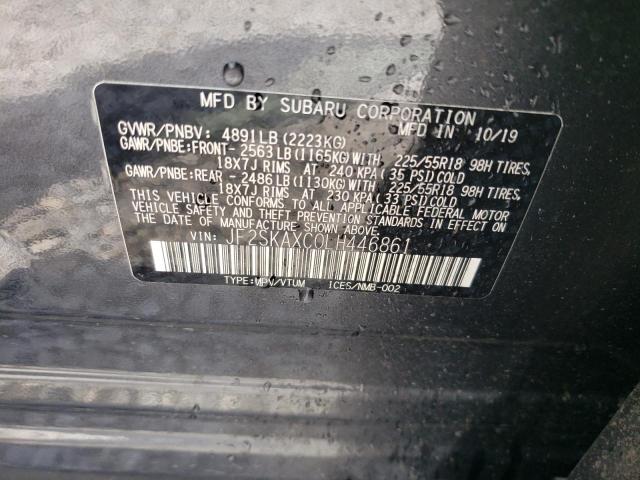 MFD BY SUBARU CORPORATION
GVWR/PNBV: 4891LB (2223KG) MFD IN 10/19
GAWR/PNBE:FRONT- 2563LB (1165KG) WITH 225/55R18 98H TIRES,
18X7J RIMS AT 240 KPA (35 PSI) COLD
GAWR/PNBE:REAR - 2486LB (1130KG) WITH 225/55R18 98H TIRES,
18X7J RIMS AT 230 KPA (33 PSI) COLD
THIS VEHICLE CONFORMS TO ALL APPLICABLE FEDERAL MOTOR
VEHICLE SAFETY AND THEFT PREVENTION STANDARDS IN EFFECT ON
THE DATE OF MANUFACTURE SHOWN ABOVE.
VIN: JF2SKAXC0LH446861
TYPE:MPV/VTUM ICES/NMB-002